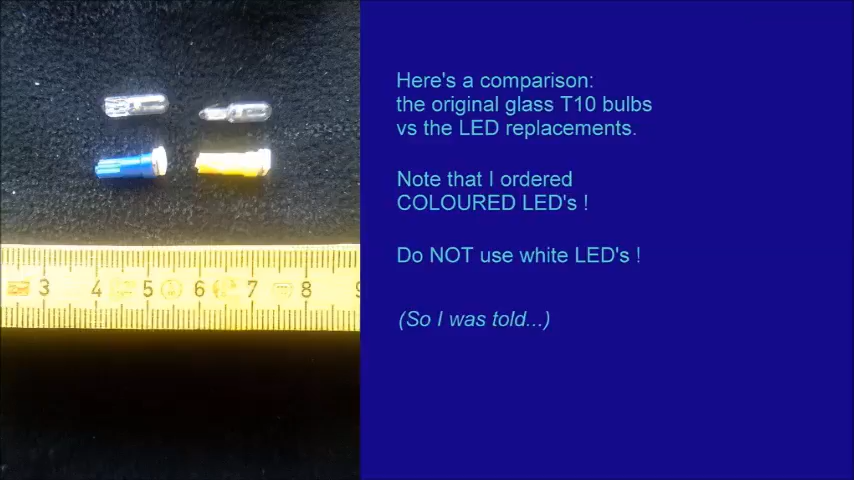 Here's a comparison:
the original glass T10 bulbs
vs the LED replacements.
Note that I ordered
COLOURED LED's !
Do NOT use white LED's !
(So I was told...)
3 4 5 6 7 8 9